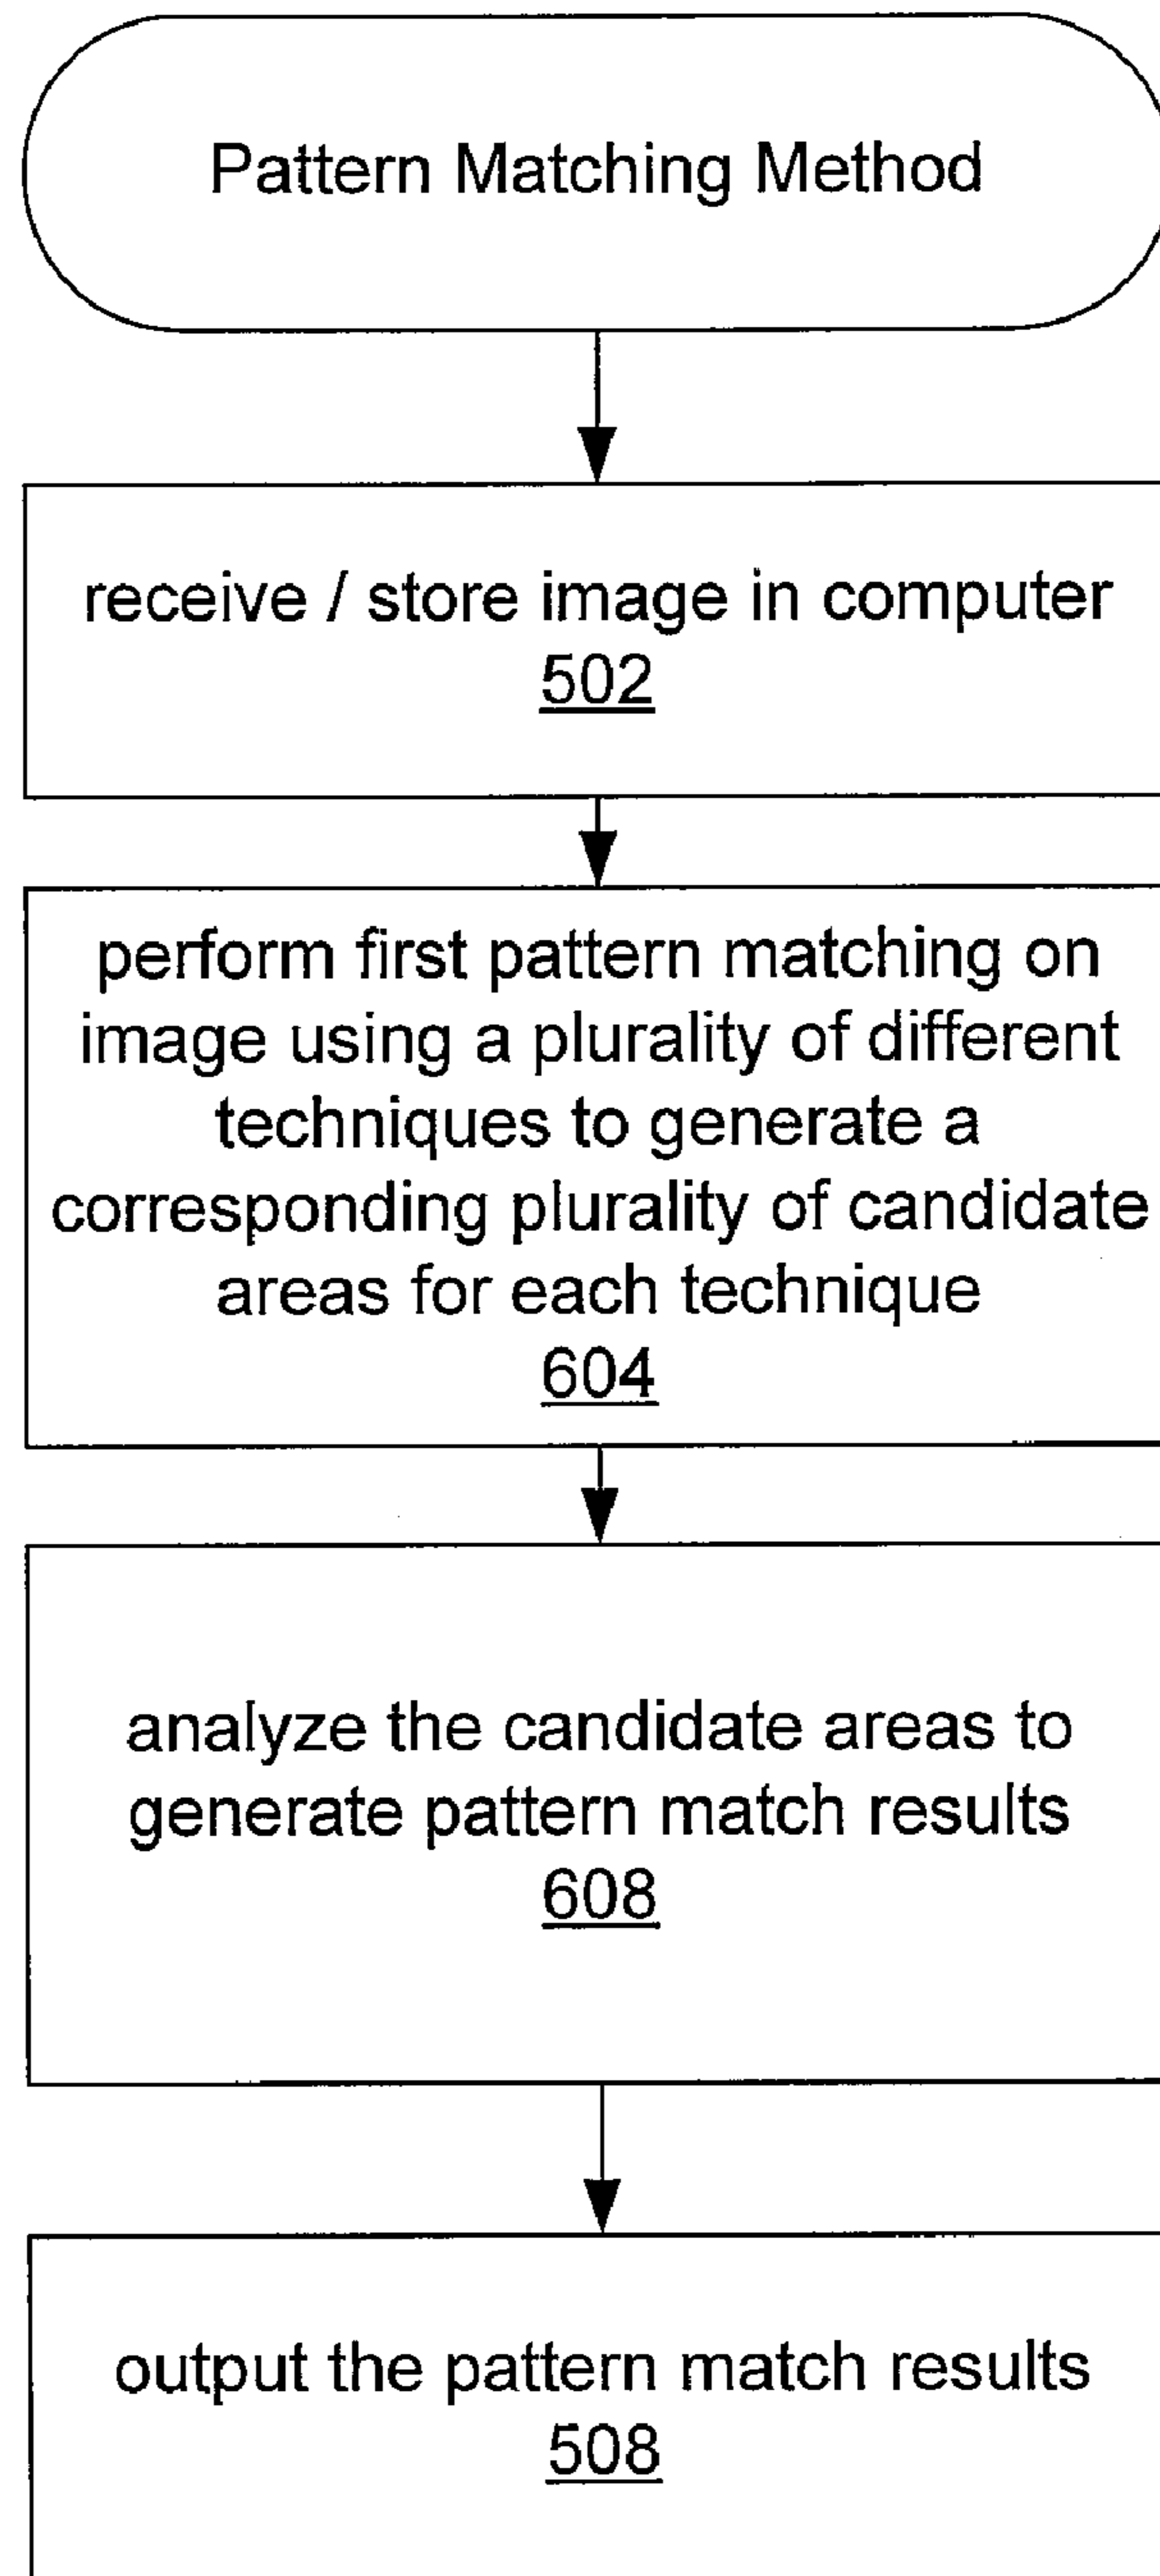 Pattern Matching Method
receive / store image in computer
502
perform first pattern matching on
image using a plurality of different
techniques to generate a
corresponding plurality of candidate
areas for each technique
604
analyze the candidate areas to
generate pattern match results
608
output the pattern match results
508